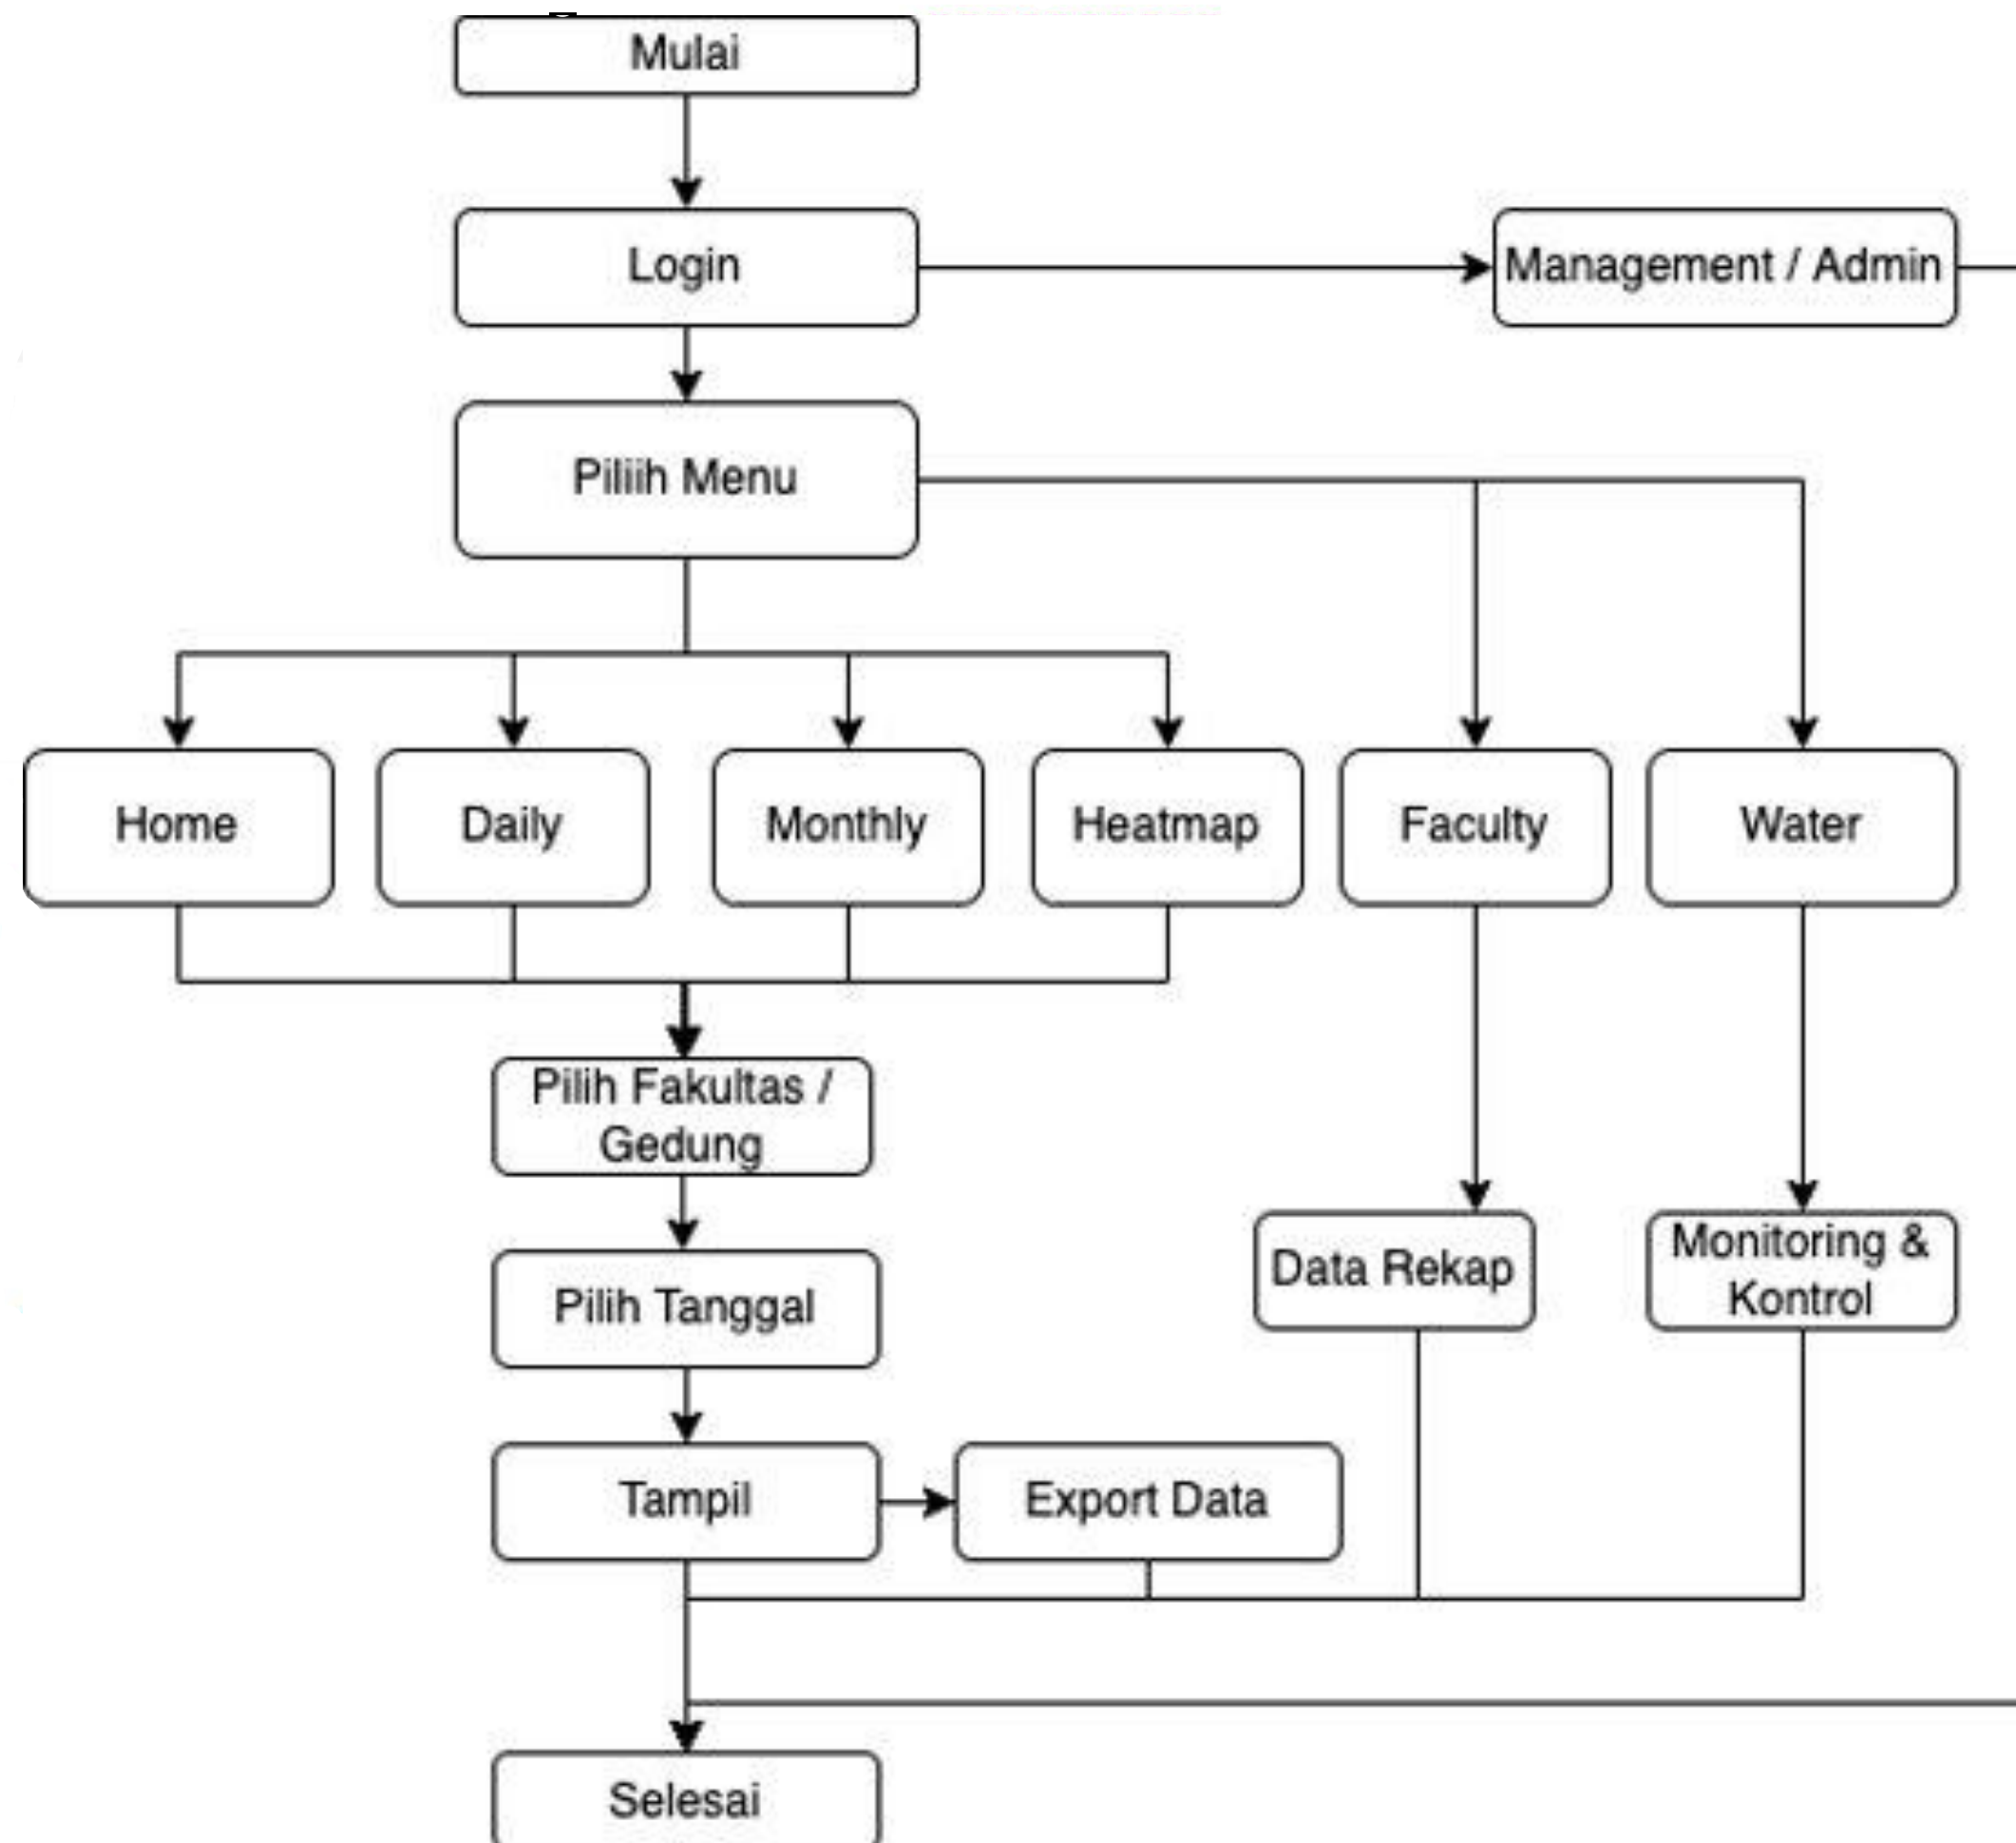 Mulai
Login
Management / Admin
Piliih Menu
Home
Daily
Monthly
Heatmap
Faculty
Water
Pilih Fakultas /
Gedung
Pilih Tanggal
Data Rekap
Monitoring &
Kontrol
Tampil
Export Data
Selesai